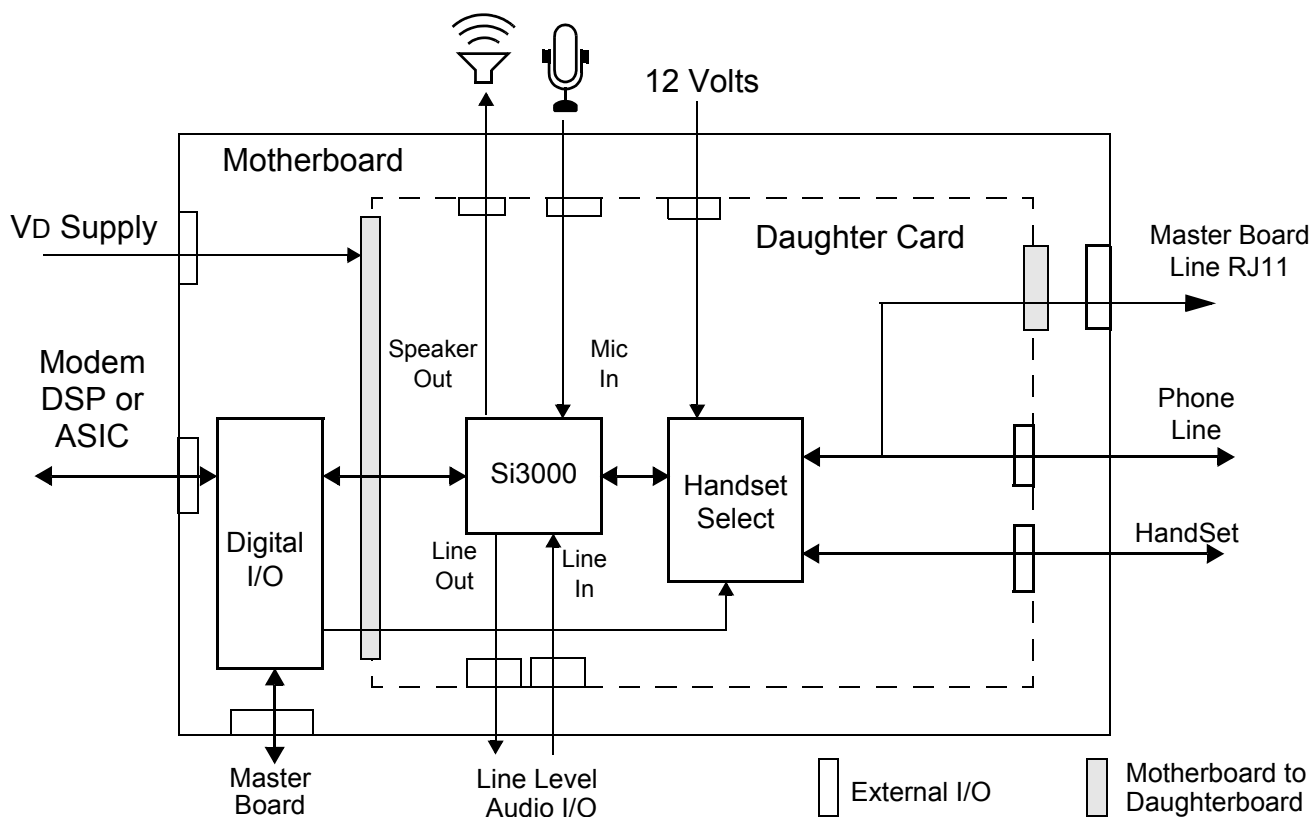 12 Volts
Motherboard
VD Supply
Daughter Card
Master Board
Line RJ11
Speaker
Out
Mic
In
Modem
DSP or
ASIC
Phone
Line
Si3000
Handset
Select
Digital
I/O
Line
Out
Line
In
HandSet
Master
Board
Line Level
Audio I/O
External I/O
Motherboard to
Daughterboard